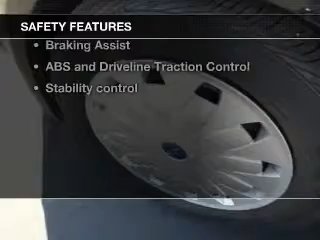 SAFETY FEATURES
• Braking Assist
• ABS and Driveline Traction Control
• Stability control